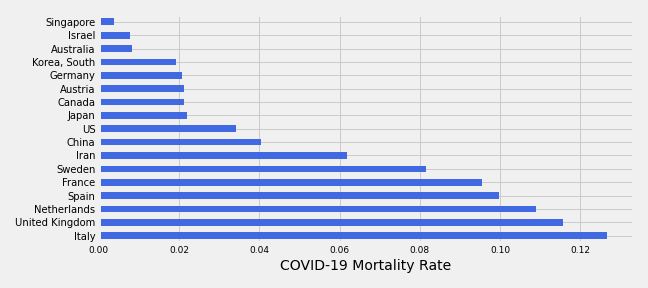 Singapore
Israel
Australia
Korea, South
Germany
Austria
Canada
Japan
US
China
Iran
Sweden
France
Spain
Netherlands
United Kingdom
Italy
0.00 0.02 0.04 0.06 0.08 0.10 0.12
COVID-19 Mortality Rate